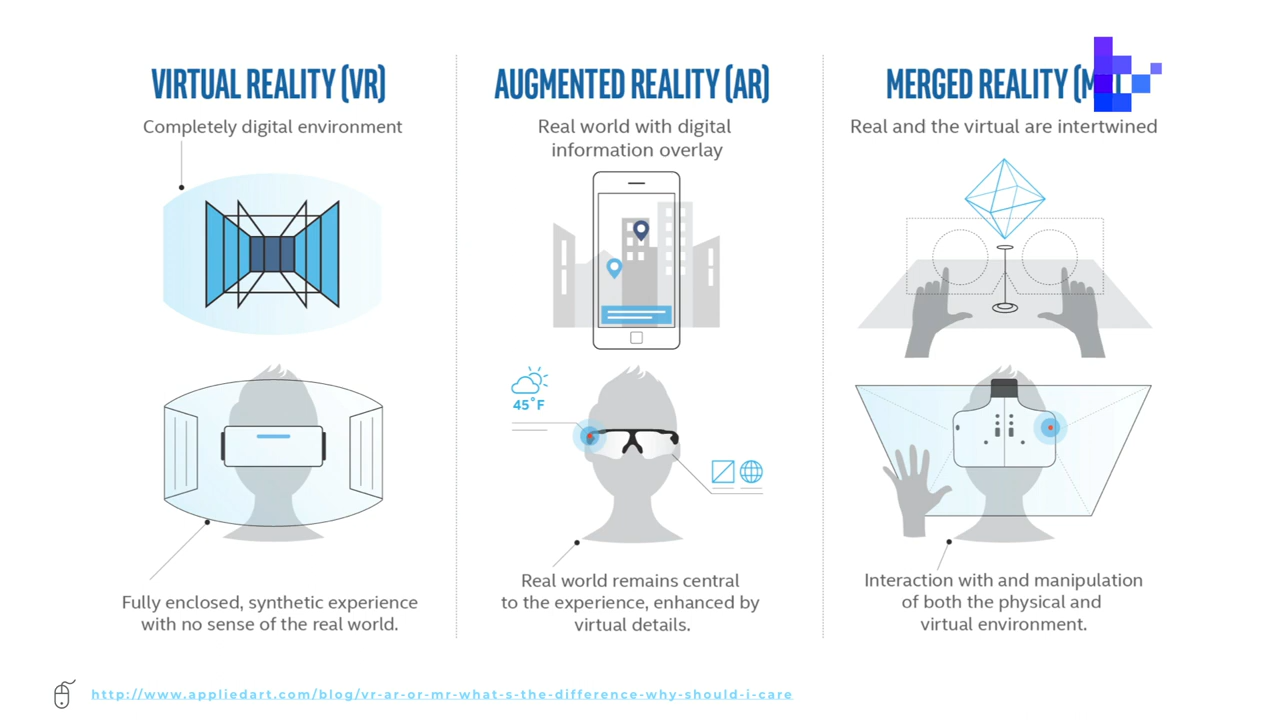 VIRTUAL REALITY (VR)
Completely digital environment
Fully enclosed, synthetic experience
with no sense of the real world.
AUGMENTED REALITY (AR)
Real world with digital
information overlay
45°F
Real world remains central
to the experience, enhanced by
virtual details.
MERGED REALITY
Real and the virtual are intertwined
Interaction with and manipulation
of both the physical and
virtual environment.
http://www.appliedart.com/blog/vr-ar-or-mr-what-s-the-difference-why-should-i-care